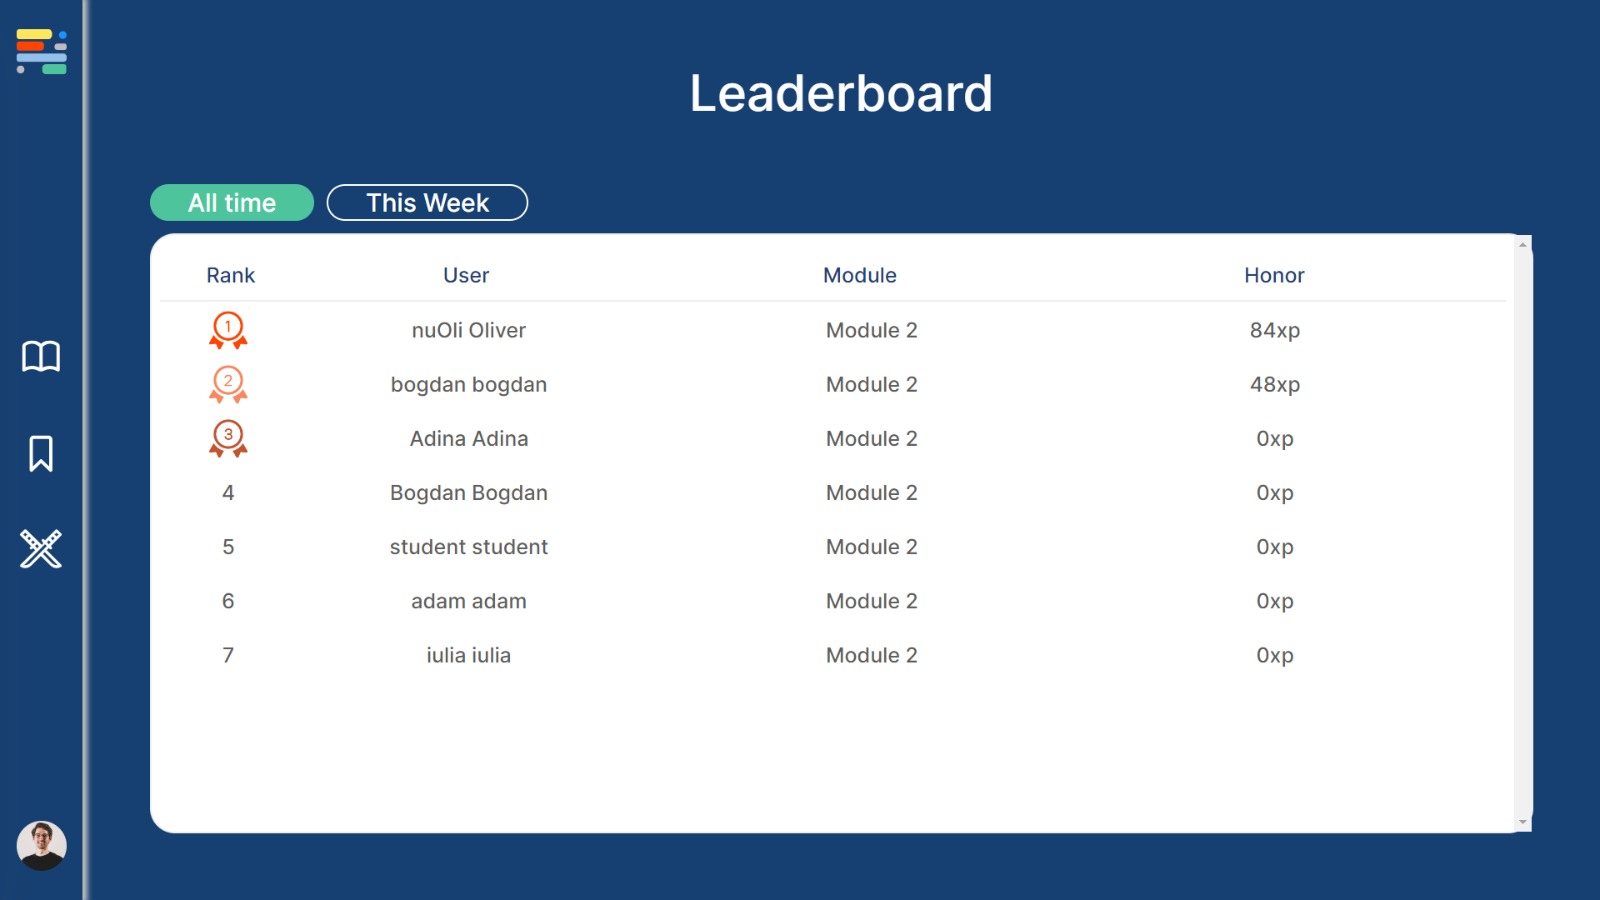 Leaderboard
All time This Week
Rank User Module Honor
1 nuOli Oliver Module 2 84xp
2 bogdan bogdan Module 2 48xp
3 Adina Adina Module 2 0xp
4 Bogdan Bogdan Module 2 0xp
5 student student Module 2 0xp
6 adam adam Module 2 0xp
7 iulia iulia Module 2 0xp